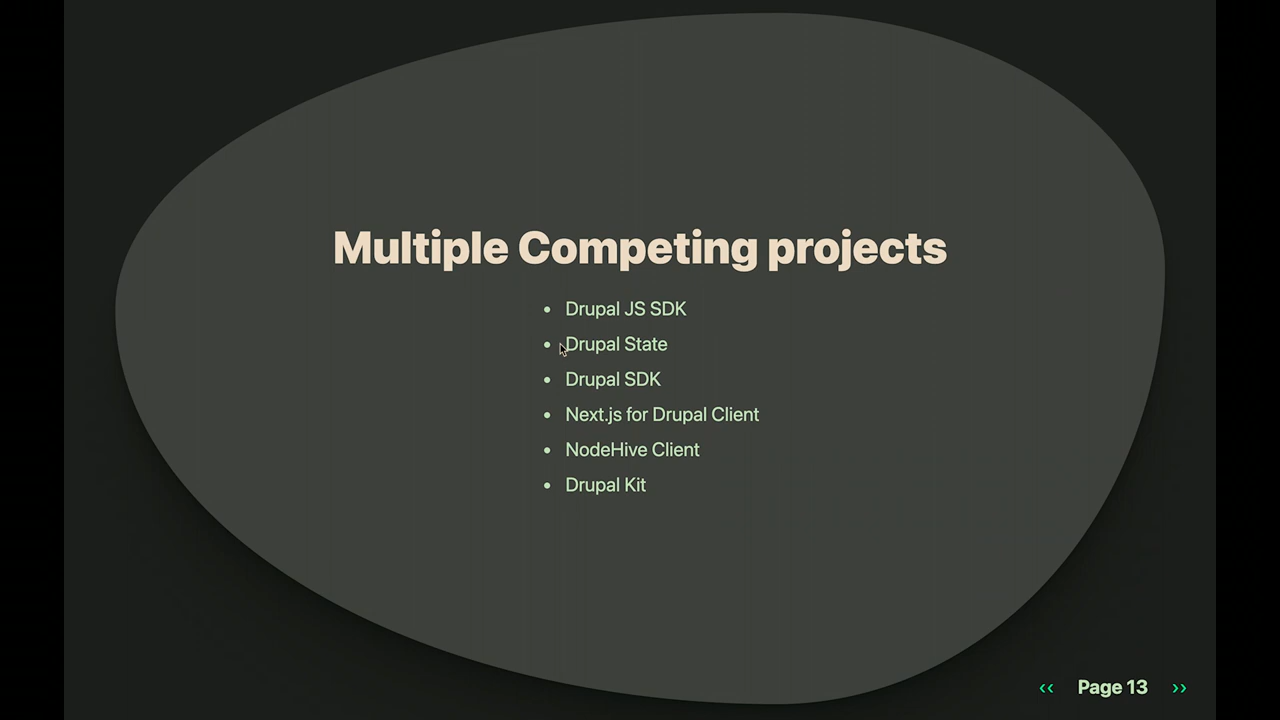 Multiple Competing projects
• Drupal JS SDK
• Drupal State
• Drupal SDK
• Next.js for Drupal Client
• NodeHive Client
• Drupal Kit
‹‹ Page 13 ››